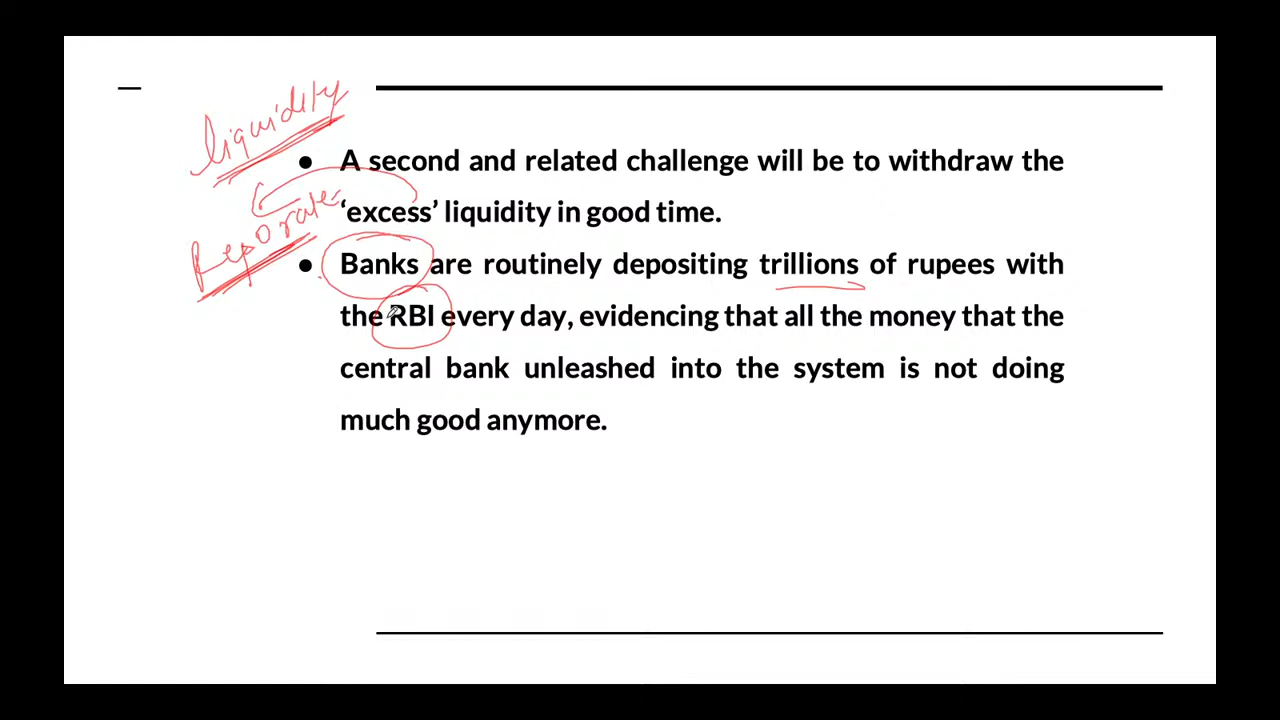 liquidity
● A second and related challenge will be to withdraw the
‘excess’ liquidity in good time.
Repo rate
● Banks are routinely depositing trillions of rupees with
the RBI every day, evidencing that all the money that the
central bank unleashed into the system is not doing
much good anymore.